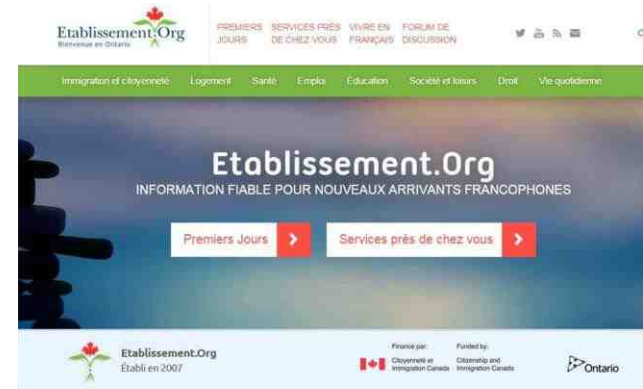 Etablissement.Org
Bienvenue en Ontario
PREMIERS JOURS
SERVICES PRÈS DE CHEZ VOUS
VIVRE EN FRANÇAIS
FORUM DE DISCUSSION
Immigration et citoyenneté Logement Santé Emploi Éducation Société et loisirs Droit Vie quotidienne
Etablissement.Org
INFORMATION FIABLE POUR NOUVEAUX ARRIVANTS FRANCOPHONES
Premiers Jours
Services près de chez vous
Etablissement.Org
Établi en 2007
Financé par:
Citoyenneté et
Immigration Canada
Funded by:
Citizenship and
Immigration Canada
Ontario